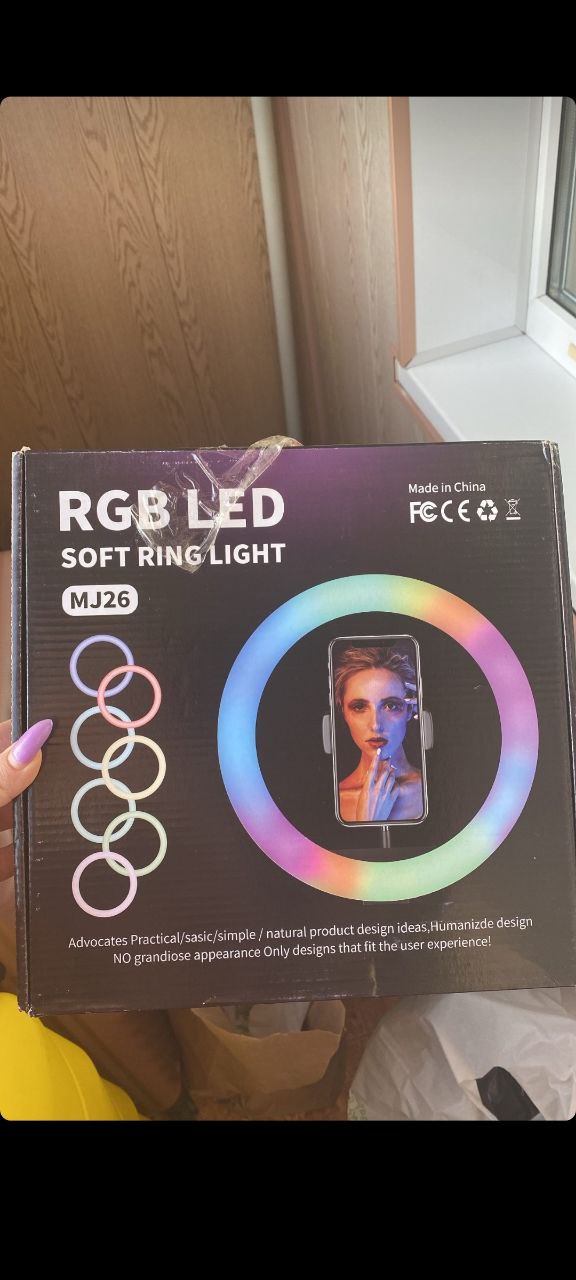 RGB LED
SOFT RING LIGHT
MJ26
Made in China
FC CE
Advocates Practical/sasic/simple / natural product design ideas,Humanizde design
NO grandiose appearance Only designs that fit the user experience!